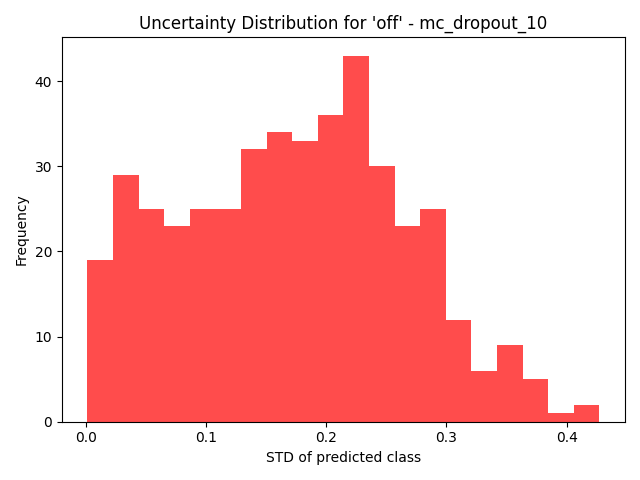 Uncertainty Distribution for 'off' - mc_dropout_10
40
30
20
10
0
Frequency
0.0 0.1 0.2 0.3 0.4
STD of predicted class